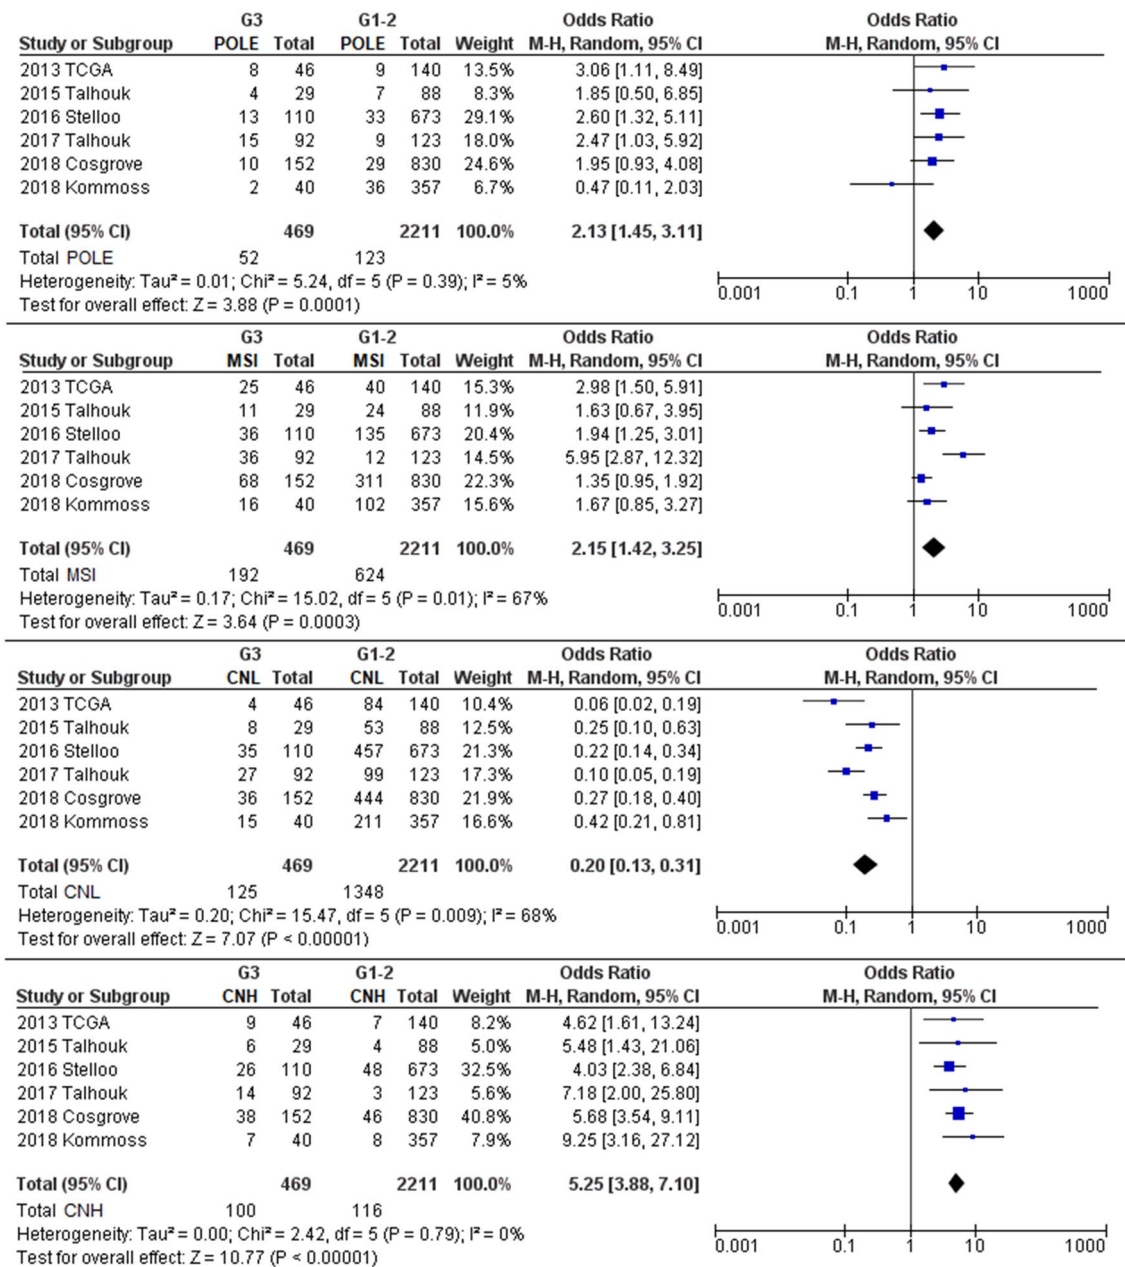 G3 G1-2 Odds Ratio Odds Ratio
Study or Subgroup POLE Total POLE Total Weight M-H, Random, 95% CI M-H, Random, 95% CI
2013 TCGA 8 46 9 140 13.5% 3.06 [1.11, 8.49]
2015 Talhouk 4 29 7 88 8.3% 1.85 [0.50, 6.85]
2016 Stelloo 13 110 33 673 29.1% 2.60 [1.32, 5.11]
2017 Talhouk 15 92 9 123 18.0% 2.47 [1.03, 5.92]
2018 Cosgrove 10 152 29 830 24.6% 1.95 [0.93, 4.08]
2018 Kommoss 2 40 36 357 6.7% 0.47 [0.11, 2.03]
Total (95% CI) 469 2211 100.0% 2.13 [1.45, 3.11]
Total POLE 52 123
Heterogeneity: Tau² = 0.01; Chi² = 5.24, df = 5 (P = 0.39); I² = 5%
Test for overall effect: Z = 3.88 (P = 0.0001)
0.001 0.1 1 10 1000
G3 G1-2 Odds Ratio Odds Ratio
Study or Subgroup MSI Total MSI Total Weight M-H, Random, 95% CI M-H, Random, 95% CI
2013 TCGA 25 46 40 140 15.3% 2.98 [1.50, 5.91]
2015 Talhouk 11 29 24 88 11.9% 1.63 [0.67, 3.95]
2016 Stelloo 36 110 135 673 20.4% 1.94 [1.25, 3.01]
2017 Talhouk 36 92 12 123 14.5% 5.95 [2.87, 12.32]
2018 Cosgrove 68 152 311 830 22.3% 1.35 [0.95, 1.92]
2018 Kommoss 16 40 102 357 15.6% 1.67 [0.85, 3.27]
Total (95% CI) 469 2211 100.0% 2.15 [1.42, 3.25]
Total MSI 192 624
Heterogeneity: Tau² = 0.17; Chi² = 15.02, df = 5 (P = 0.01); I² = 67%
Test for overall effect: Z = 3.64 (P = 0.0003)
0.001 0.1 1 10 1000
G3 G1-2 Odds Ratio Odds Ratio
Study or Subgroup CNL Total CNL Total Weight M-H, Random, 95% CI M-H, Random, 95% CI
2013 TCGA 4 46 84 140 10.4% 0.06 [0.02, 0.19]
2015 Talhouk 8 29 53 88 12.5% 0.25 [0.10, 0.63]
2016 Stelloo 35 110 457 673 21.3% 0.22 [0.14, 0.34]
2017 Talhouk 27 92 99 123 17.3% 0.10 [0.05, 0.19]
2018 Cosgrove 36 152 444 830 21.9% 0.27 [0.18, 0.40]
2018 Kommoss 15 40 211 357 16.6% 0.42 [0.21, 0.81]
Total (95% CI) 469 2211 100.0% 0.20 [0.13, 0.31]
Total CNL 125 1348
Heterogeneity: Tau² = 0.20; Chi² = 15.47, df = 5 (P = 0.009); I² = 68%
Test for overall effect: Z = 7.07 (P < 0.00001)
0.001 0.1 1 10 1000
G3 G1-2 Odds Ratio Odds Ratio
Study or Subgroup CNH Total CNH Total Weight M-H, Random, 95% CI M-H, Random, 95% CI
2013 TCGA 9 46 7 140 8.2% 4.62 [1.61, 13.24]
2015 Talhouk 6 29 4 88 5.0% 5.48 [1.43, 21.06]
2016 Stelloo 26 110 48 673 32.5% 4.03 [2.38, 6.84]
2017 Talhouk 14 92 3 123 5.6% 7.18 [2.00, 25.80]
2018 Cosgrove 38 152 46 830 40.8% 5.68 [3.54, 9.11]
2018 Kommoss 7 40 8 357 7.9% 9.25 [3.16, 27.12]
Total (95% CI) 469 2211 100.0% 5.25 [3.88, 7.10]
Total CNH 100 116
Heterogeneity: Tau² = 0.00; Chi² = 2.42, df = 5 (P = 0.79); I² = 0%
Test for overall effect: Z = 10.77 (P < 0.00001)
0.001 0.1 1 10 1000